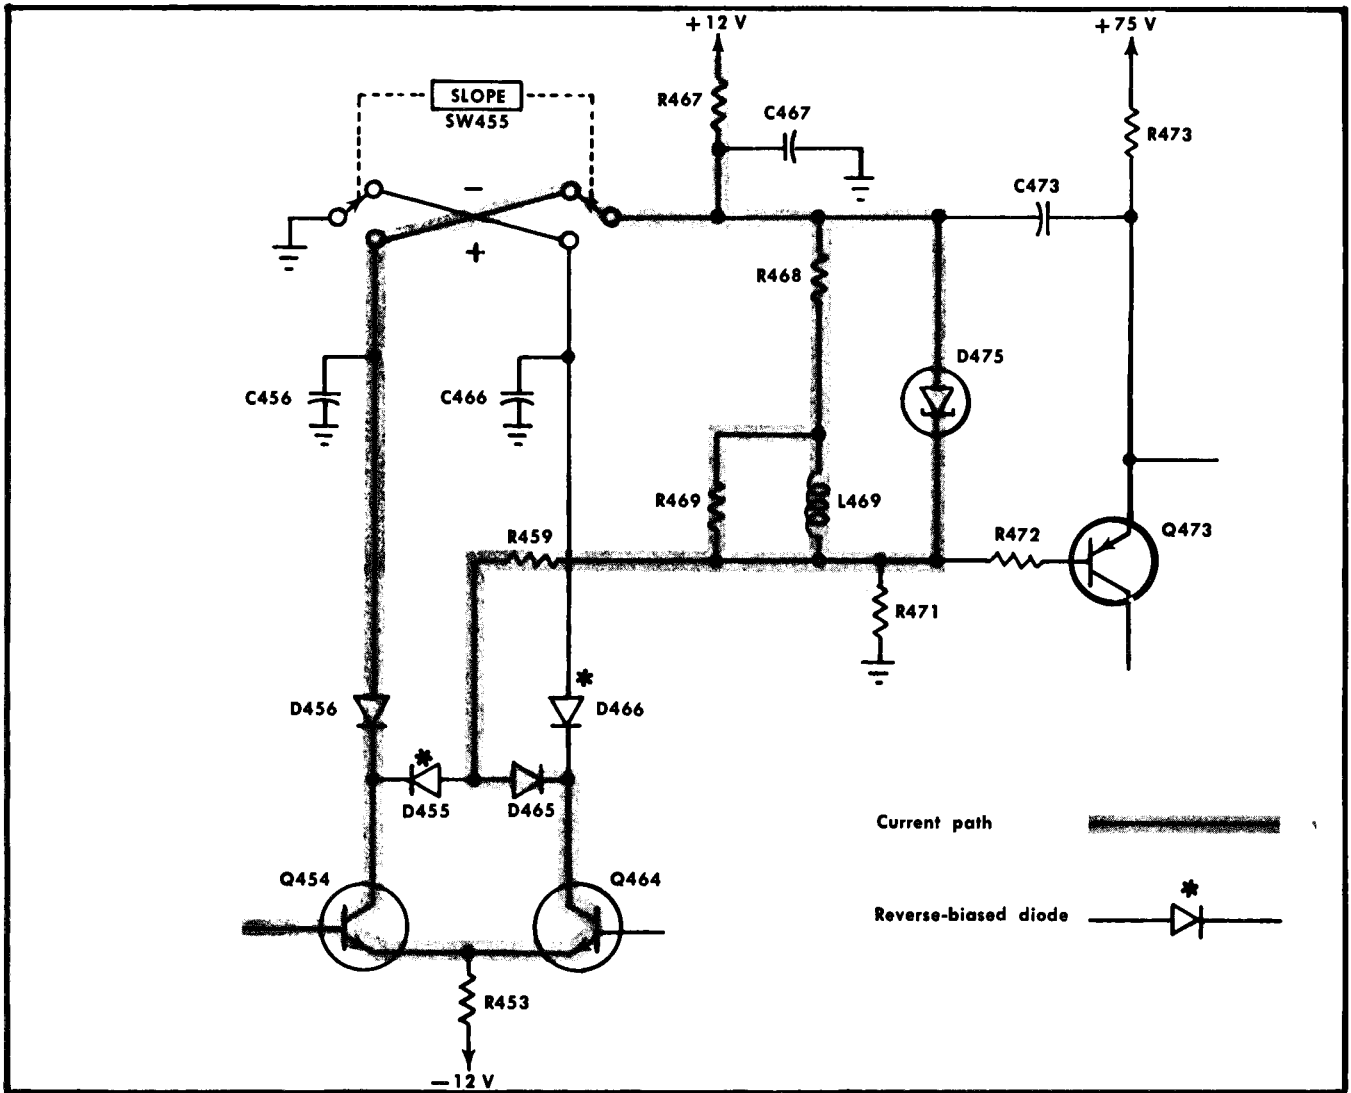 +12 V
+75 V
SLOPE
SW455
R467
C467
R473
C473
−
+
R468
D475
C456
C466
R469
L469
R459
R472
Q473
R471
D456
*
D466
*
D455
D465
Current path
Q454
Q464
*
Reverse-biased diode
R453
−12 V